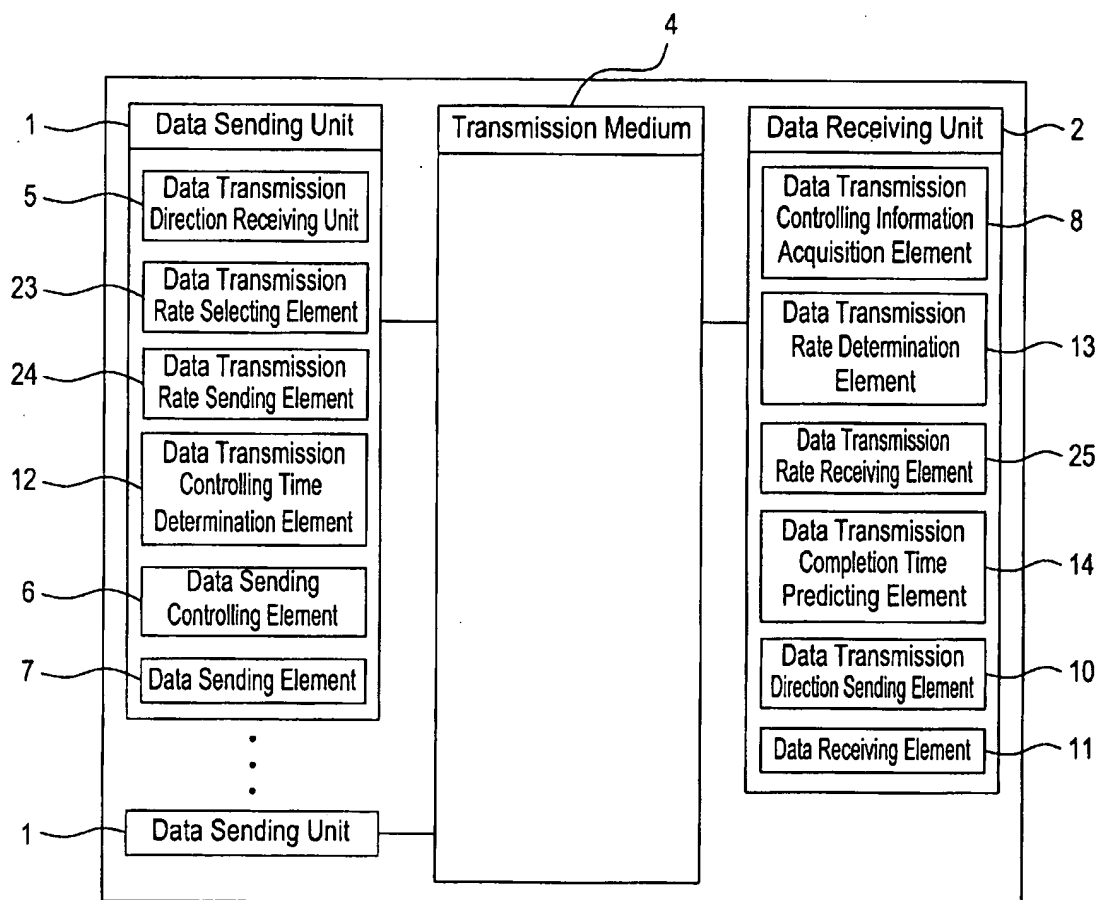 4
1
Data Sending Unit
5
Data Transmission
Direction Receiving Unit
23
Data Transmission
Rate Selecting Element
24
Data Transmission
Rate Sending Element
12
Data Transmission
Controlling Time
Determination Element
6
Data Sending
Controlling Element
7
Data Sending Element
1
Data Sending Unit
Transmission Medium
Data Receiving Unit
2
Data Transmission
Controlling Information
Acquisition Element
8
Data Transmission
Rate Determination
Element
13
Data Transmission
Rate Receiving Element
25
Data Transmission
Completion Time
Predicting Element
14
Data Transmission
Direction Sending Element
10
Data Receiving Element
11